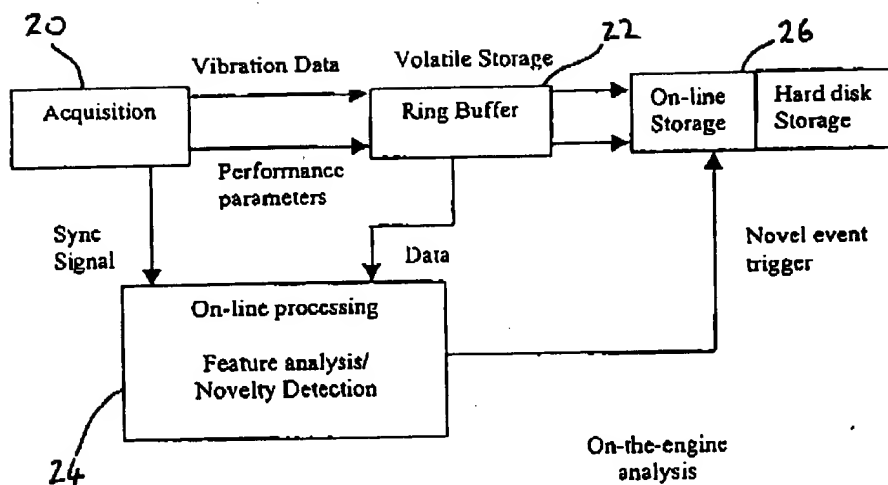 20
22
26
Vibration Data
Volatile Storage
Acquisition
Ring Buffer
On-line
Storage
Hard disk
Storage
Performance
parameters
Sync
Signal
Data
Novel event
trigger
On-line processing
Feature analysis/
Novelty Detection
24
On-the-engine
analysis